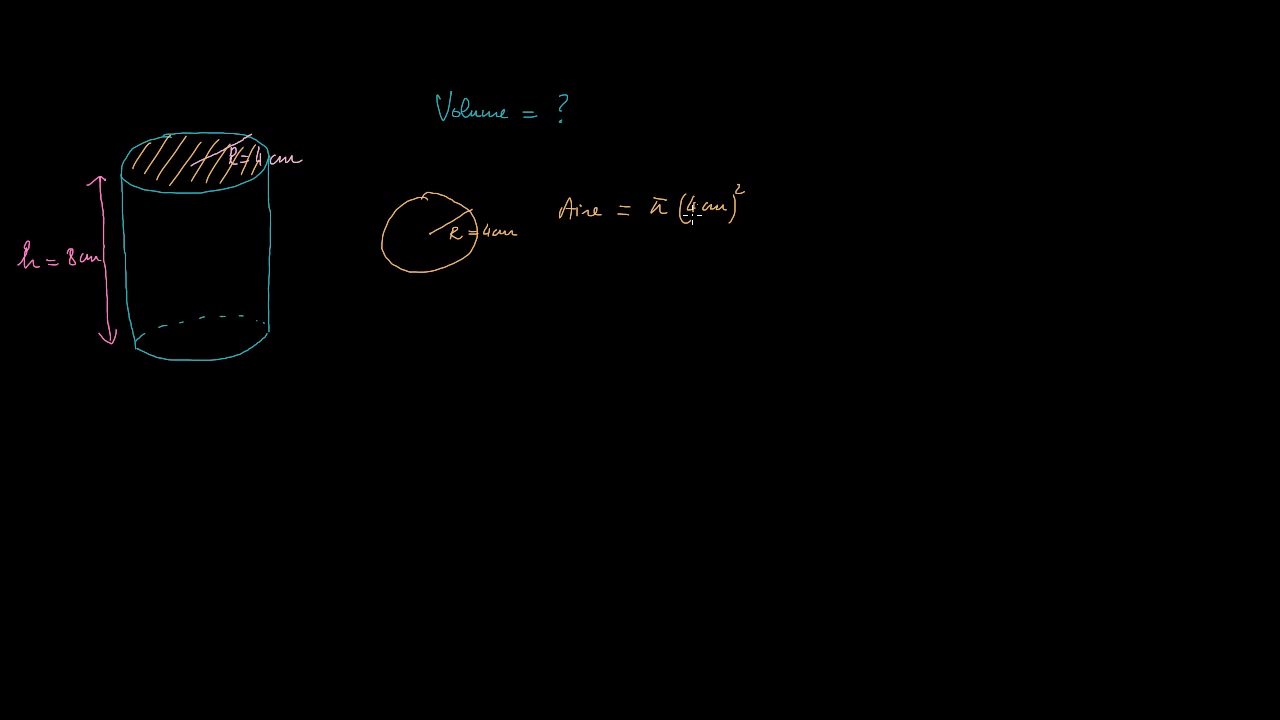 Volume = ?
R = 4 cm
h = 8 cm
R = 4 cm
Aire = π (4 cm)²